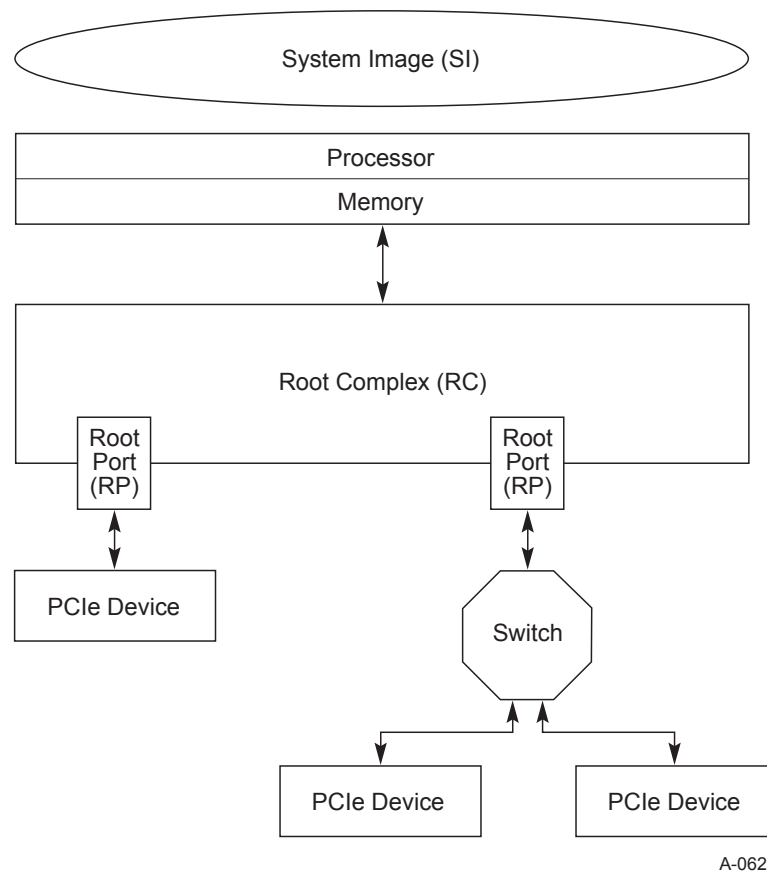 System Image (SI)
Processor
Memory
Root Complex (RC)
Root
Port
(RP)
Root
Port
(RP)
PCIe Device
Switch
PCIe Device
PCIe Device
A-062